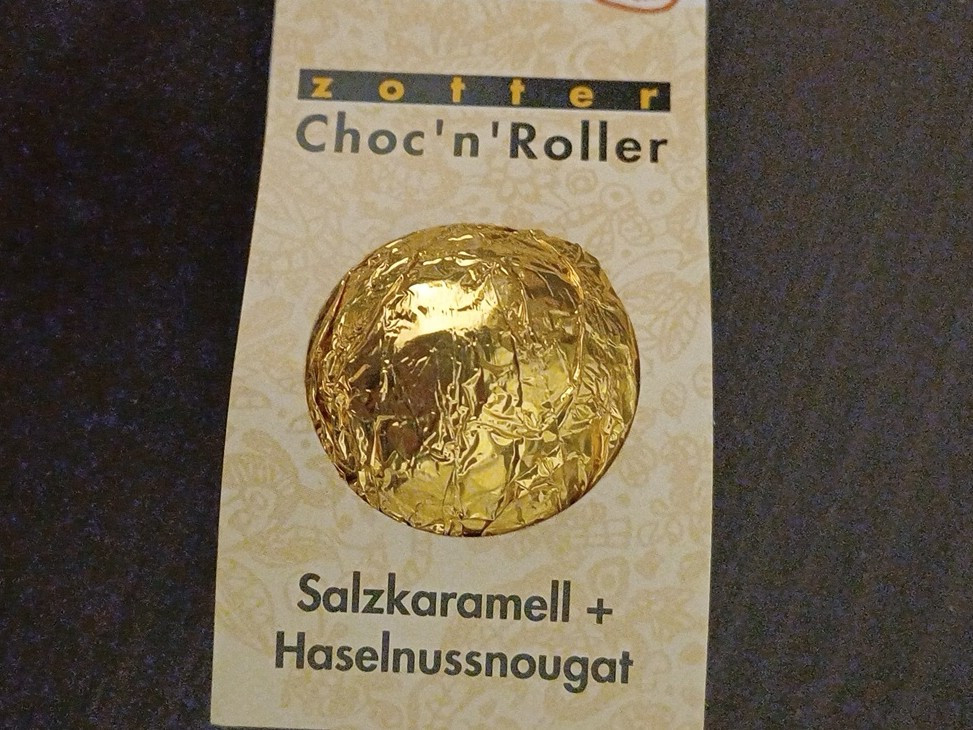 zotter
Choc'n'Roller
Salzkaramell +
Haselnussnougat